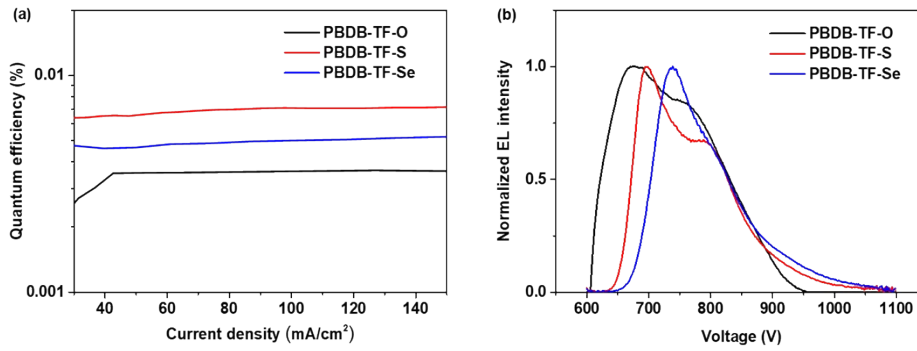 (a)
PBDB-TF-O
PBDB-TF-S
PBDB-TF-Se
Quantum efficiency (%)
0.01
0.001
40
60
80
100
120
140
Current density (mA/cm²)
(b)
PBDB-TF-O
PBDB-TF-S
PBDB-TF-Se
Normalized EL intensity
1.0
0.5
0.0
600
700
800
900
1000
1100
Voltage (V)